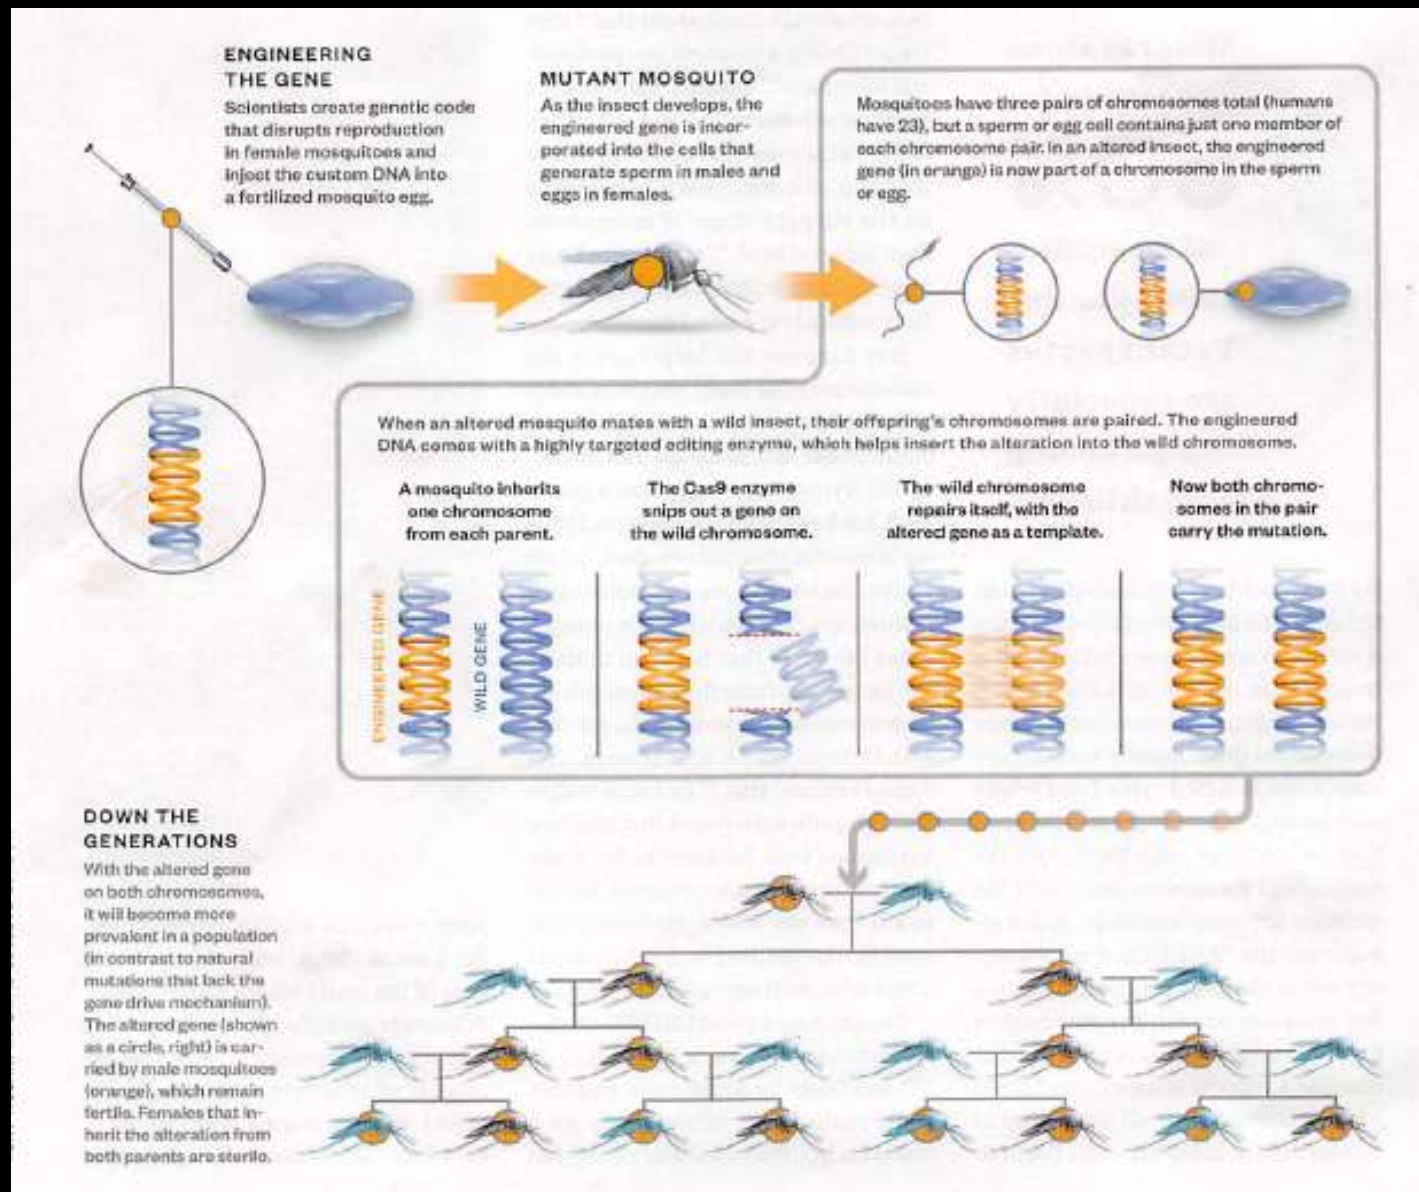 ENGINEERING
THE GENE
Scientists create genetic code
that disrupts reproduction
in female mosquitoes and
inject the custom DNA into
a fertilized mosquito egg.
MUTANT MOSQUITO
As the insect develops, the
engineered gene is incor-
porated into the cells that
generate sperm in males and
eggs in females.
Mosquitoes have three pairs of chromosomes total (humans
have 23), but a sperm or egg cell contains just one member of
each chromosome pair. In an altered insect, the engineered
gene (in orange) is now part of a chromosome in the sperm
or egg.
When an altered mosquito mates with a wild insect, their offspring's chromosomes are paired. The engineered
DNA comes with a highly targeted editing enzyme, which helps insert the alteration into the wild chromosome.
A mosquito inherits
one chromosome
from each parent.
The Cas9 enzyme
snips out a gene on
the wild chromosome.
The wild chromosome
repairs itself, with the
altered gene as a template.
Now both chromo-
somes in the pair
carry the mutation.
ENGINEERED GENE
WILD GENE
DOWN THE
GENERATIONS
With the altered gene
on both chromosomes,
it will become more
prevalent in a population
(in contrast to natural
mutations that lack the
gene drive mechanism).
The altered gene (shown
as a circle, right) is car-
ried by male mosquitoes
(orange), which remain
fertile. Females that in-
herit the alteration from
both parents are sterile.